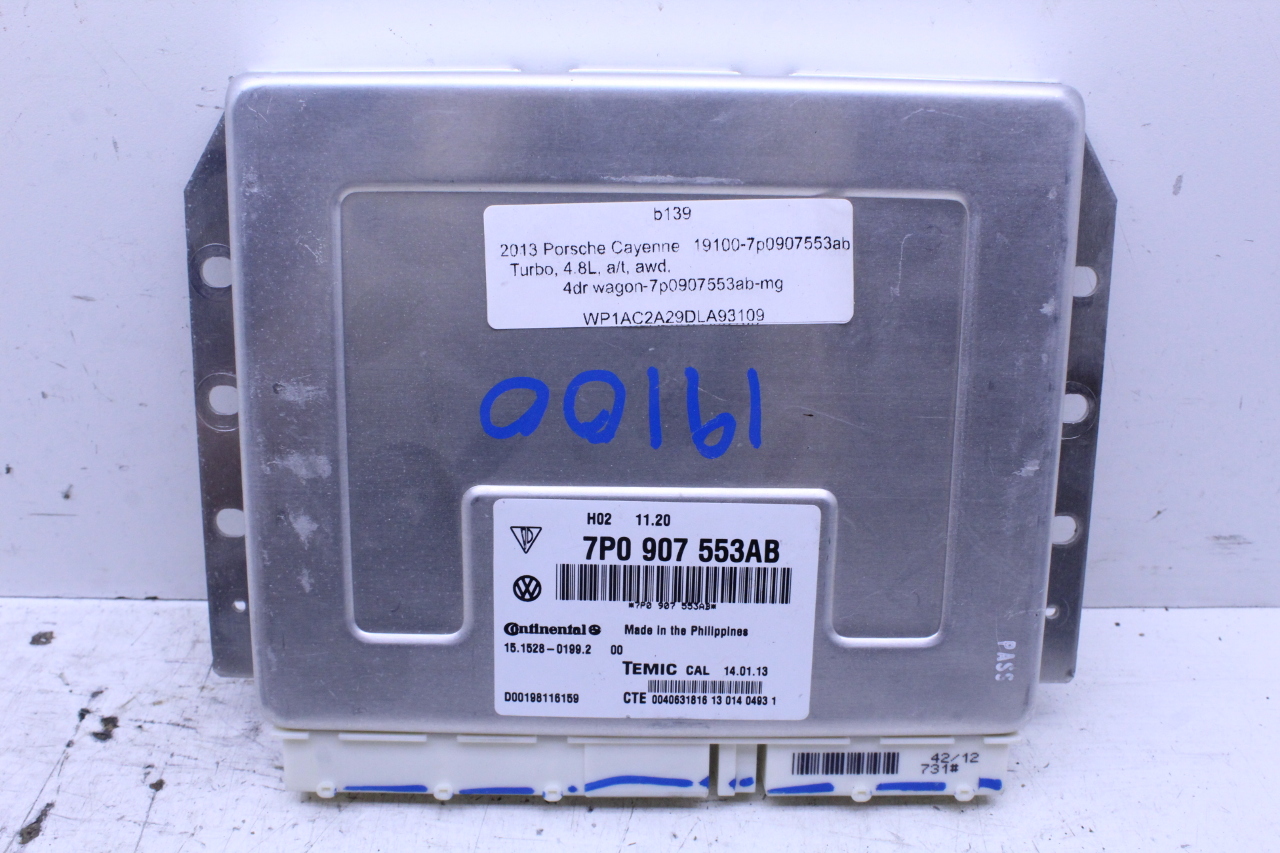 b139
2013 Porsche Cayenne 19100-7p0907553ab
Turbo, 4.8L, a/t, awd.
4dr wagon-7p0907553ab-mg
WP1AC2A29DLA93109
19100
H02 11.20
7P0 907 553AB
*7P0 907 553AB*
Continental Made in the Philippines
15.1528-0199.2 00
TEMIC CAL 14.01.13
D00198116159 CTE 0040631816 13 014 0493 1
PASS
42/12
731#